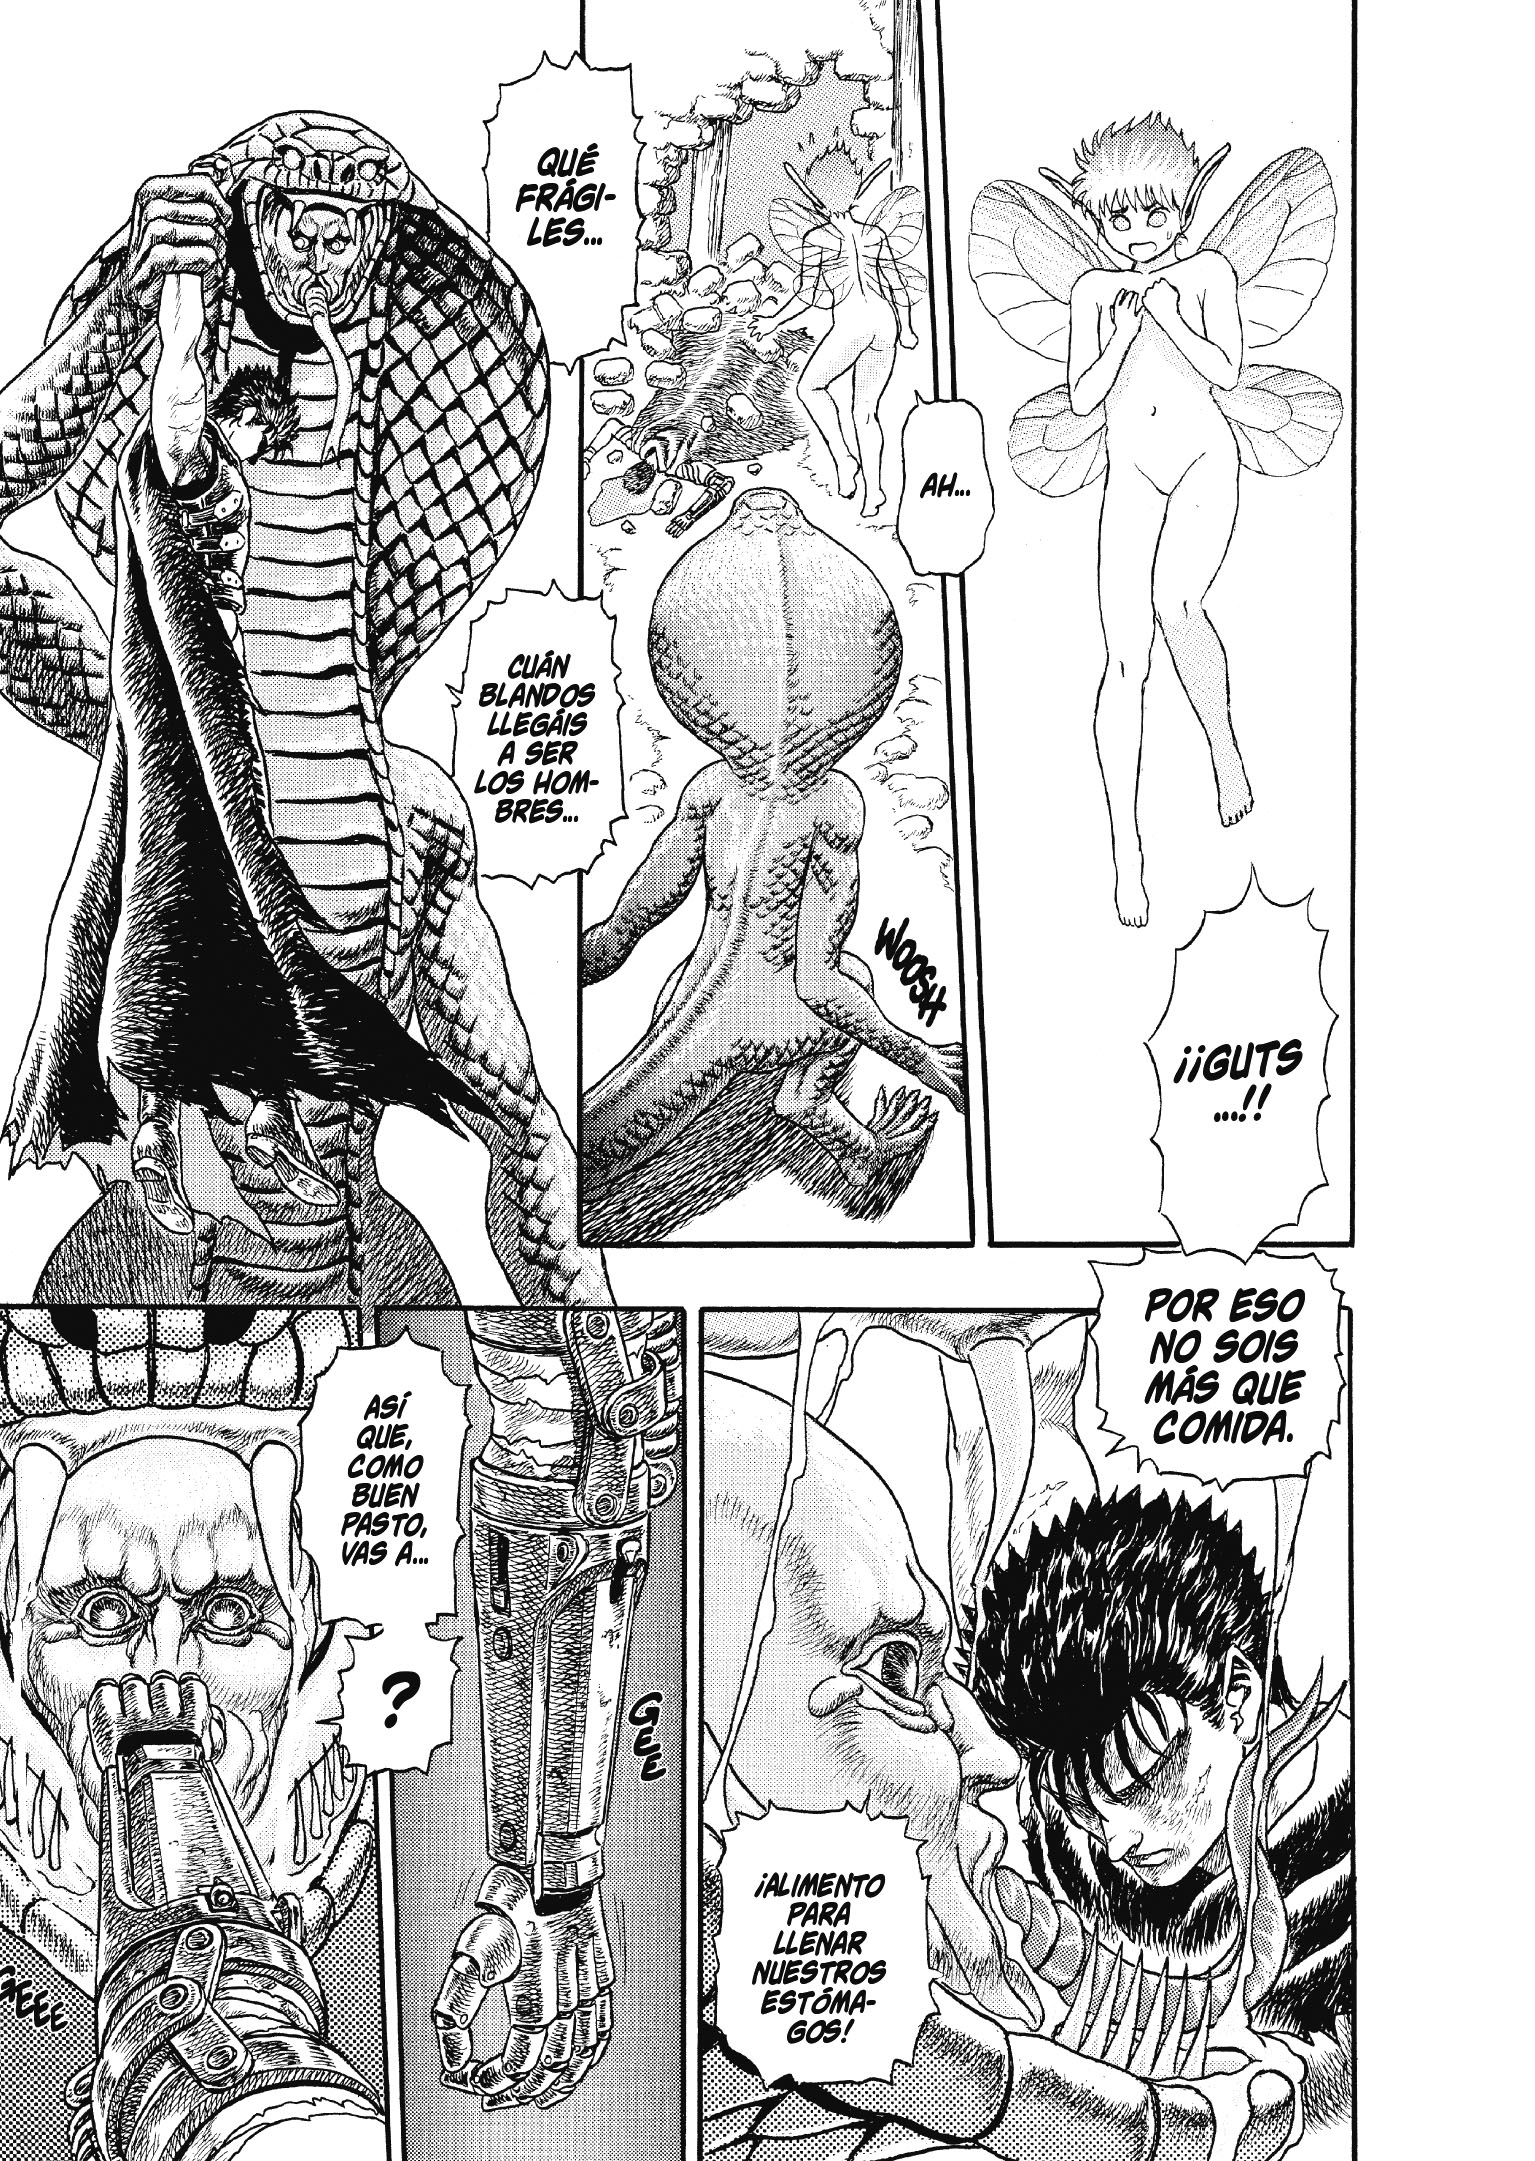 ¡¡GUTS
...!!
AH...
WOOSH
QUÉ
FRÁGI-
LES...
CUÁN
BLANDOS
LLEGÁIS
A SER
LOS HOM-
BRES...
POR ESO
NO SOIS
MÁS QUE
COMIDA.
¡ALIMENTO
PARA
LLENAR
NUESTROS
ESTÓMA-
GOS!
GEE
ASÍ
QUE,
COMO
BUEN
PASTO,
VAS A...
?
GEEE